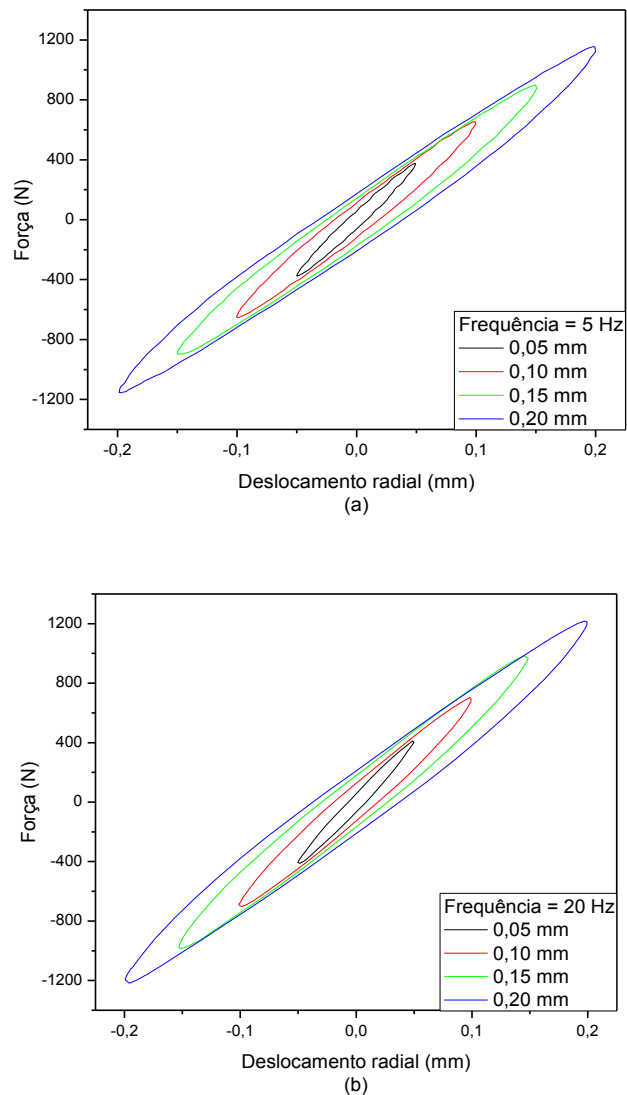 1200
800
400
0
-400
-800
-1200
Força (N)
Frequência = 5 Hz
0,05 mm
0,10 mm
0,15 mm
0,20 mm
-0,2
-0,1
0,0
0,1
0,2
Deslocamento radial (mm)
(a)
1200
800
400
0
-400
-800
-1200
Força (N)
Frequência = 20 Hz
0,05 mm
0,10 mm
0,15 mm
0,20 mm
-0,2
-0,1
0,0
0,1
0,2
Deslocamento radial (mm)
(b)